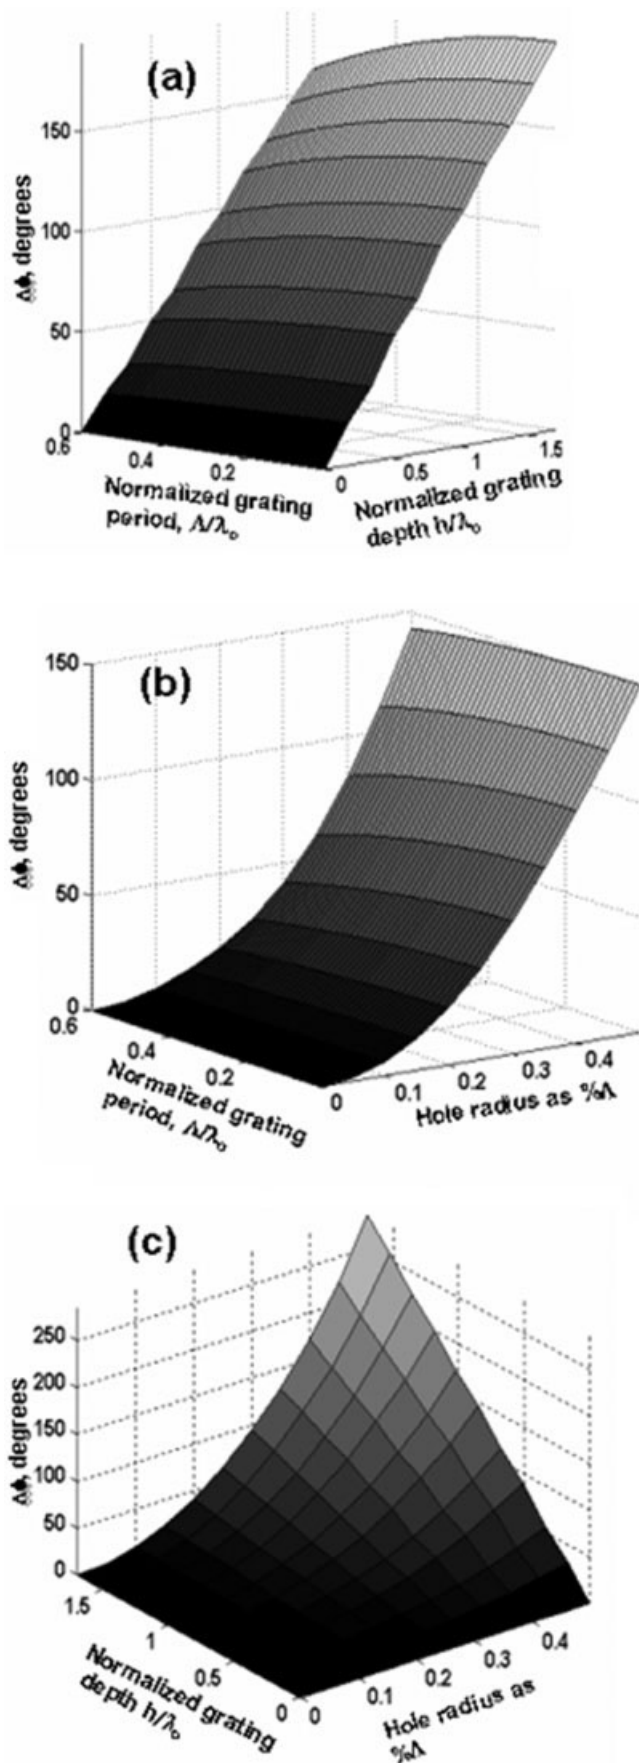 (a)
Δϕ, degrees
150
100
50
0
0.6
0.4
0.2
0
0.5
1
1.5
Normalized grating
period, Λ/λₒ
Normalized grating
depth h/λₒ
(b)
Δϕ, degrees
150
100
50
0
0.6
0.4
0.2
0
0.1
0.2
0.3
0.4
Normalized grating
period, Λ/λₒ
Hole radius as %Λ
(c)
Δϕ, degrees
250
200
150
100
50
0
1.5
1
0.5
0
0
0.1
0.2
0.3
0.4
Normalized grating
depth h/λₒ
Hole radius as
%Λ